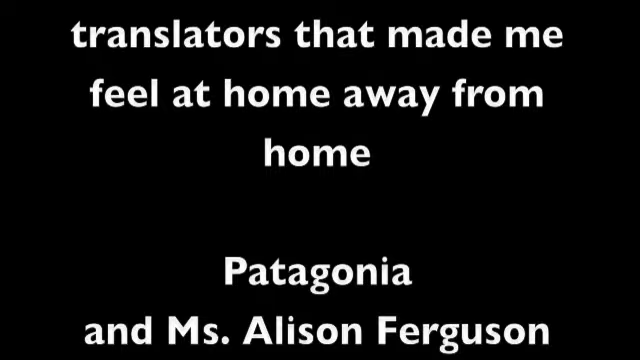 translators that made me
feel at home away from
home
Patagonia
and Ms. Alison Ferguson